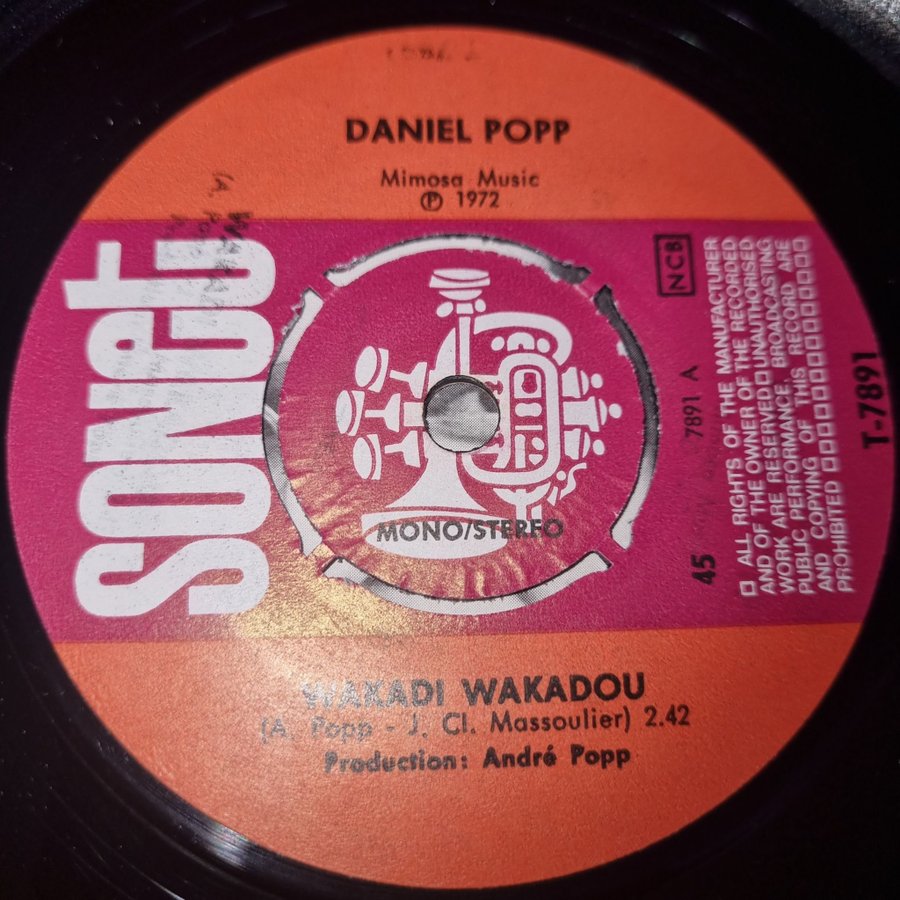 DANIEL POPP
Mimosa Music
℗ 1972
SONET
NCB
7891 A
45
ALL RIGHTS OF THE MANUFACTURER
AND OF THE OWNER OF THE RECORDED
WORK ARE RESERVED UNAUTHORISED
PUBLIC PERFORMANCE, BROADCASTING
AND COPYING OF THIS RECORD ARE
PROHIBITED
T-7891
MONO/STEREO
WAKADI WAKADOU
(A. Popp - J. Cl. Massoulier) 2.42
Production: André Popp